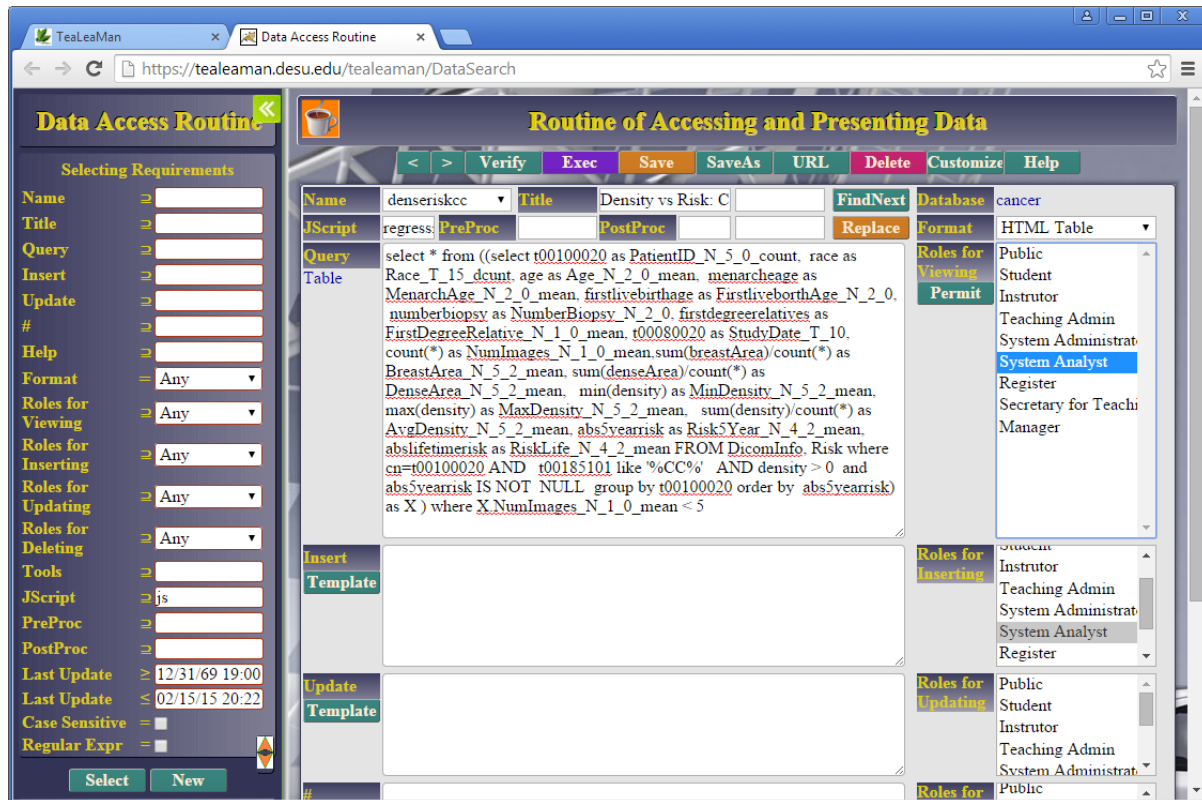 TeaLeaMan
Data Access Routine
https://tealeaman.desu.edu/tealeaman/DataSearch
Data Access Routine
Selecting Requirements
Name ⊇
Title ⊇
Query ⊇
Insert ⊇
Update ⊇
# ⊇
Help ⊇
Format = Any
Roles for Viewing ⊇ Any
Roles for Inserting ⊇ Any
Roles for Updating ⊇ Any
Roles for Deleting ⊇ Any
Tools ⊇
JScript ⊇ js
PreProc ⊇
PostProc ⊇
Last Update ≥ 12/31/69 19:00
Last Update ≤ 02/15/15 20:22
Case Sensitive =
Regular Expr =
Select New
Routine of Accessing and Presenting Data
< > Verify Exec Save SaveAs URL Delete Customize Help
Name denseriskcc Title Density vs Risk: C FindNext Database cancer
JScript regress: PreProc PostProc Replace Format HTML Table
Query
Table
select * from ((select t00100020 as PatientID_N_5_0_count, race as
Race_T_15_dcunt, age as Age_N_2_0_mean, menarcheage as
MenarchAge_N_2_0_mean, firstlivebirthage as FirstliveborthAge_N_2_0,
numberbiopsy as NumberBiopsy_N_2_0, firstdegreerelatives as
FirstDegreeRelative_N_1_0_mean, t00080020 as StudyDate_T_10,
count(*) as NumImages_N_1_0_mean,sum(breastArea)/count(*) as
BreastArea_N_5_2_mean, sum(denseArea)/count(*) as
DenseArea_N_5_2_mean, min(density) as MinDensity_N_5_2_mean,
max(density) as MaxDensity_N_5_2_mean, sum(density)/count(*) as
AvgDensity_N_5_2_mean, abs5yearrisk as Risk5Year_N_4_2_mean,
abslifetimerisk as RiskLife_N_4_2_mean FROM DicomInfo, Risk where
cn=t00100020 AND t00185101 like '%CC%' AND density > 0 and
abs5yearrisk IS NOT NULL group by t00100020 order by abs5yearrisk)
as X ) where X.NumImages_N_1_0_mean < 5
Roles for
Viewing
Permit
Public
Student
Instructor
Teaching Admin
System Administrat
System Analyst
Register
Secretary for Teachi
Manager
Insert
Template
Roles for
Inserting
Student
Instructor
Teaching Admin
System Administrat
System Analyst
Register
Update
Template
Roles for
Updating
Public
Student
Instructor
Teaching Admin
System Administrat
#
Roles for
Public